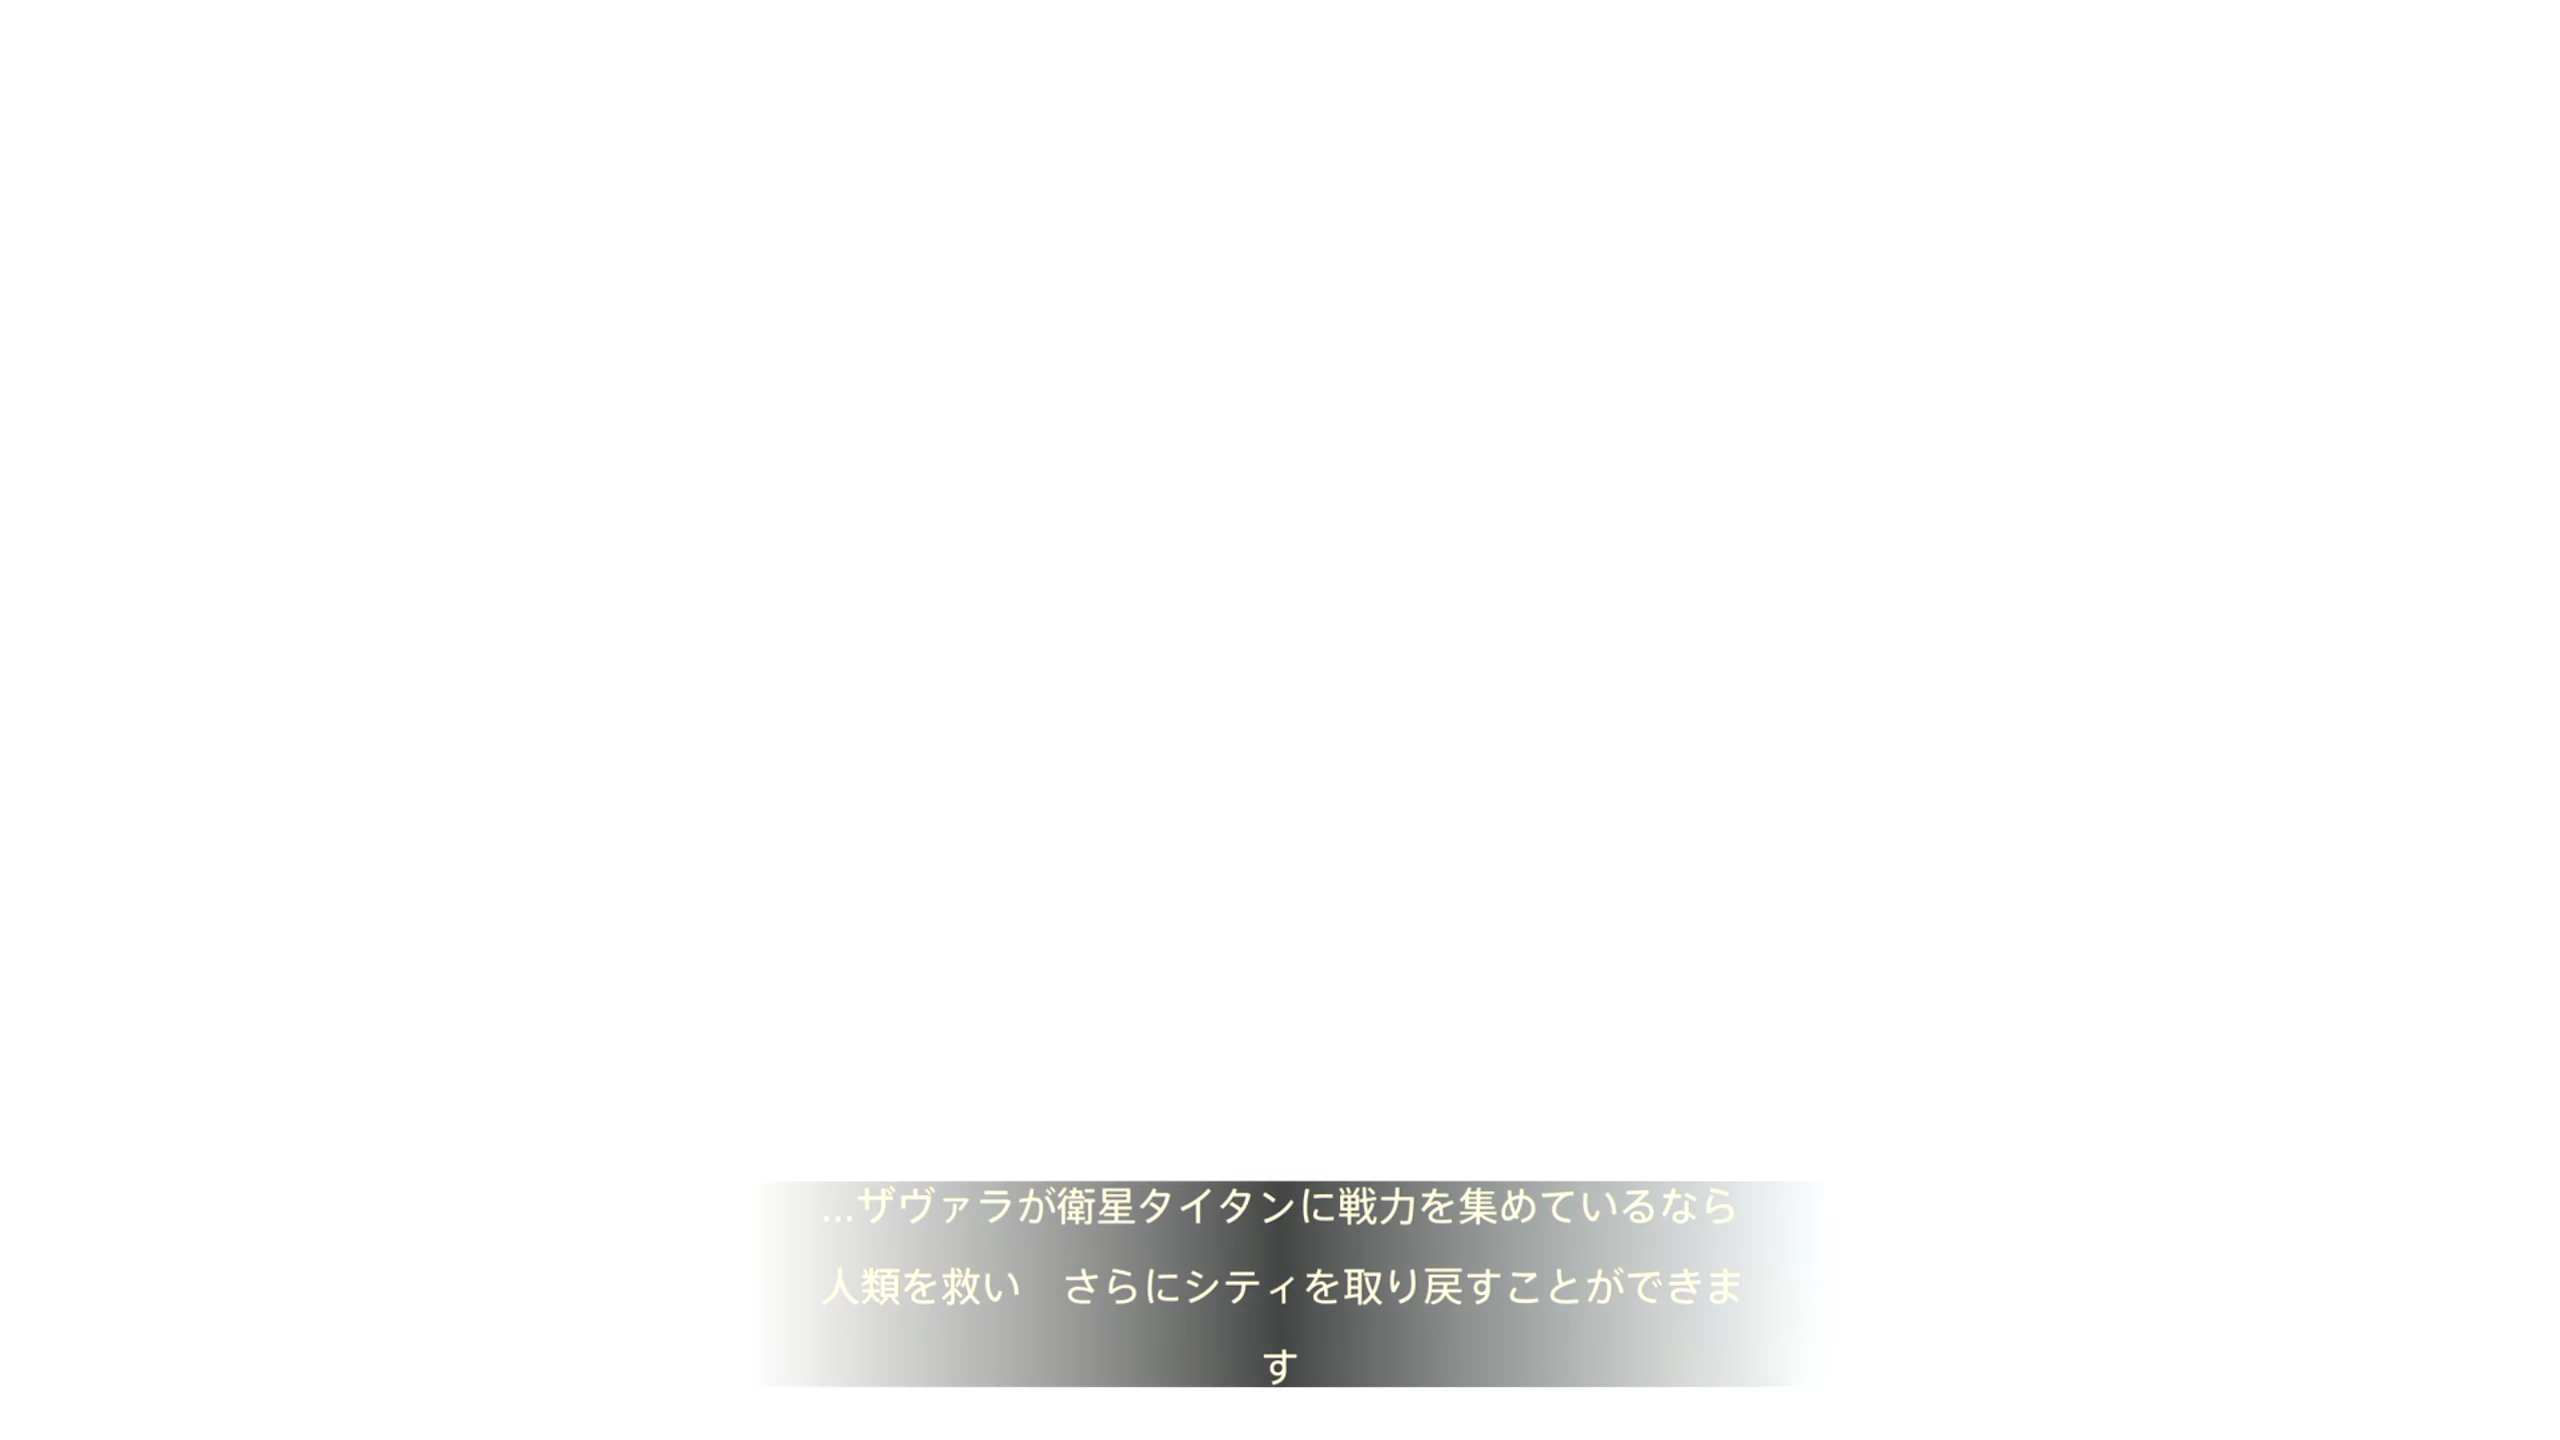 …ザヴァラが衛星タイタンに戦力を集めているなら
人類を救い　さらにシティを取り戻すことができま
す